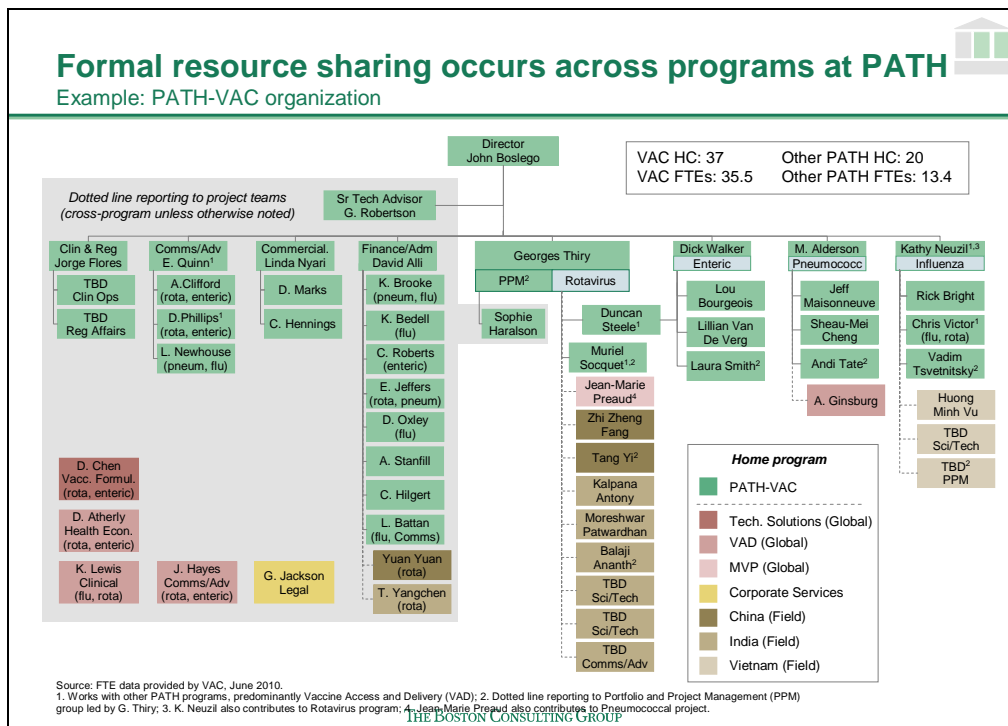 Formal resource sharing occurs across programs at PATH
Example: PATH-VAC organization
Director
John Boslego
VAC HC: 37
Other PATH HC: 20
VAC FTEs: 35.5
Other PATH FTEs: 13.4
Dotted line reporting to project teams
(cross-program unless otherwise noted)
Sr Tech Advisor
G. Robertson
Clin & Reg
Jorge Flores
TBD
Clin Ops
TBD
Reg Affairs
Comms/Adv
E. Quinn1
A.Clifford
(rota, enteric)
D.Phillips1
(rota, enteric)
L. Newhouse
(pneum, flu)
Commercial.
Linda Nyari
D. Marks
C. Hennings
Finance/Adm
David Alli
K. Brooke
(pneum, flu)
K. Bedell
(flu)
C. Roberts
(enteric)
E. Jeffers
(rota, pneum)
D. Oxley
(flu)
A. Stanfill
C. Hilgert
L. Battan
(flu, Comms)
Yuan Yuan
(rota)
T. Yangchen
(rota)
D. Chen
Vacc. Formul.
(rota, enteric)
D. Atherly
Health Econ.
(rota, enteric)
K. Lewis
Clinical
(flu, rota)
J. Hayes
Comms/Adv
(rota, enteric)
G. Jackson
Legal
Georges Thiry
PPM2
Rotavirus
Sophie
Haralson
Duncan
Steele1
Muriel
Socquet1,2
Jean-Marie
Preaud4
Zhi Zheng
Fang
Tang Yi2
Kalpana
Antony
Moreshwar
Patwardhan
Balaji
Ananth2
TBD
Sci/Tech
TBD
Sci/Tech
TBD
Comms/Adv
Dick Walker
Enteric
Lou
Bourgeois
Lillian Van
De Verg
Laura Smith2
M. Alderson
Pneumococc
Jeff
Maisonneuve
Sheau-Mei
Cheng
Andi Tate2
A. Ginsburg
Kathy Neuzil1,3
Influenza
Rick Bright
Chris Victor1
(flu, rota)
Vadim
Tsvetnitsky2
Huong
Minh Vu
TBD
Sci/Tech
TBD2
PPM
Home program
PATH-VAC
Tech. Solutions (Global)
VAD (Global)
MVP (Global)
Corporate Services
China (Field)
India (Field)
Vietnam (Field)
Source: FTE data provided by VAC, June 2010.
1. Works with other PATH programs, predominantly Vaccine Access and Delivery (VAD); 2. Dotted line reporting to Portfolio and Project Management (PPM)
group led by G. Thiry; 3. K. Neuzil also contributes to Rotavirus program; 4. Jean-Marie Preaud also contributes to Pneumococcal project.
THE BOSTON CONSULTING GROUP